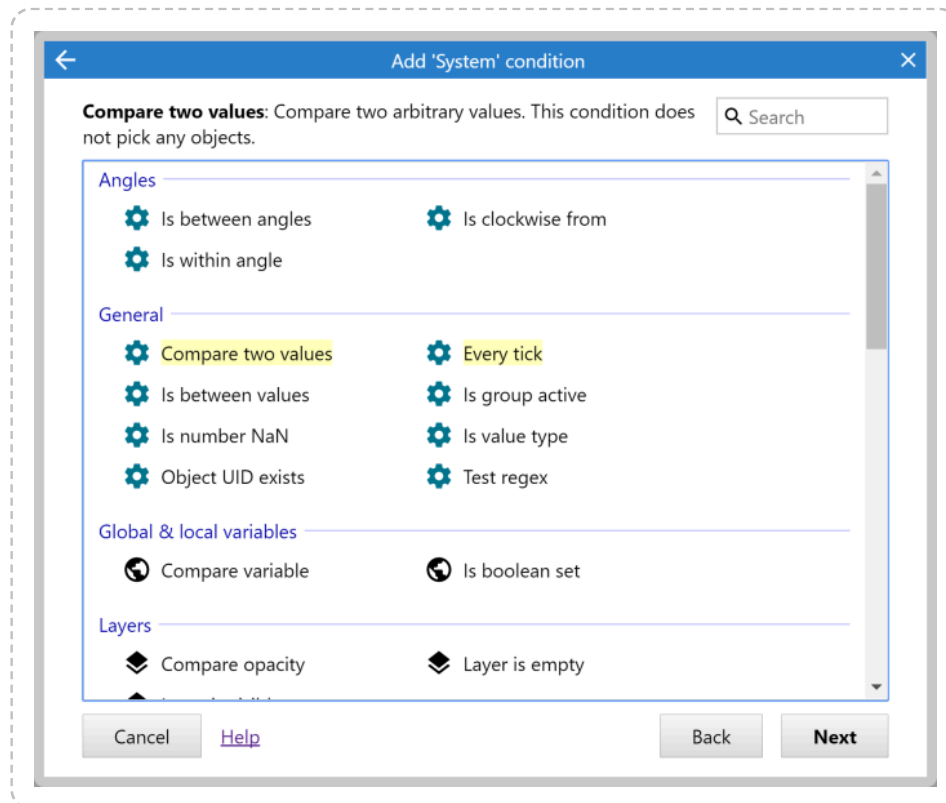 Add 'System' condition
Compare two values: Compare two arbitrary values. This condition does
not pick any objects.
Search
Angles
Is between angles
Is clockwise from
Is within angle
General
Compare two values
Every tick
Is between values
Is group active
Is number NaN
Is value type
Object UID exists
Test regex
Global & local variables
Compare variable
Is boolean set
Layers
Compare opacity
Layer is empty
Cancel
Help
Back
Next